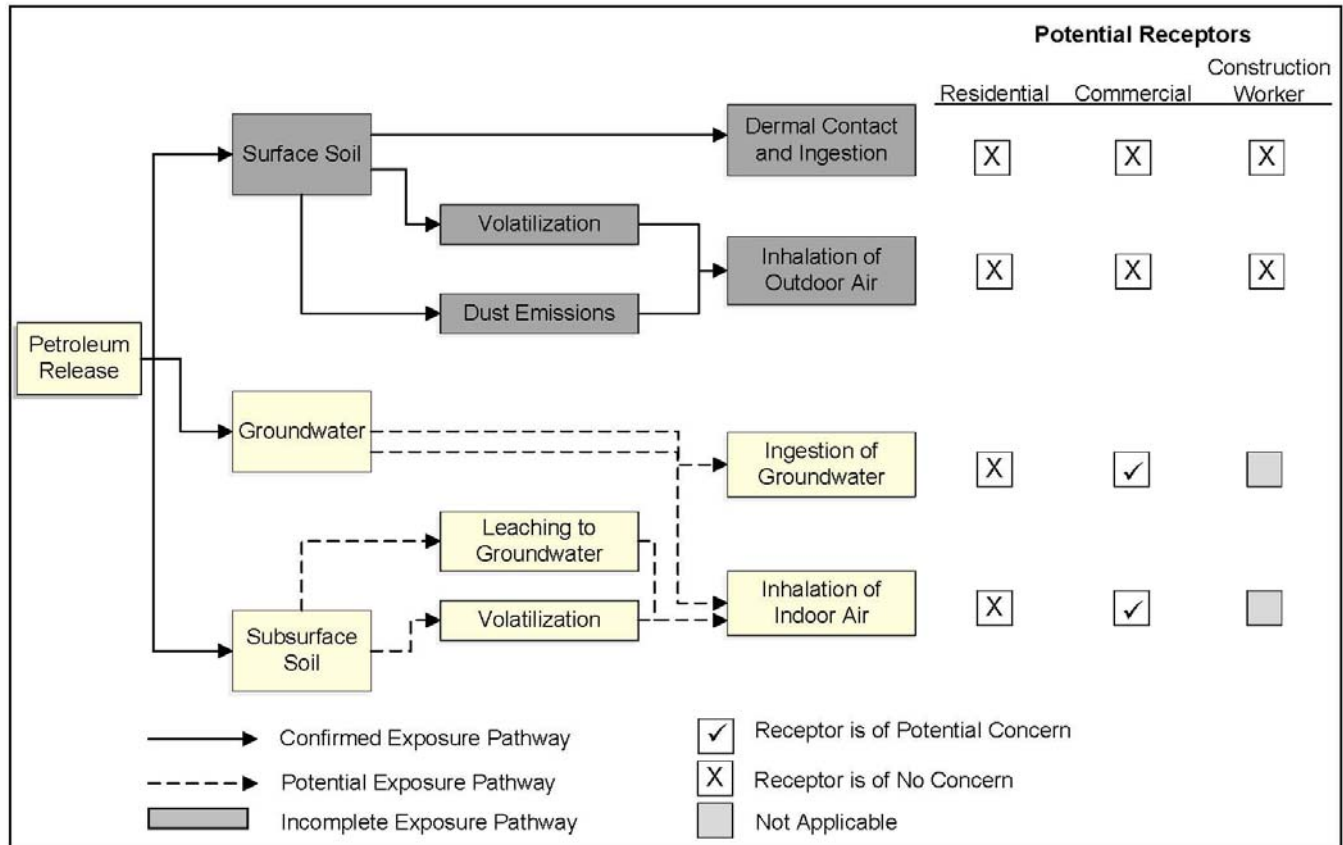 Potential Receptors
Residential
Commercial
Construction
Worker
Surface Soil
Dermal Contact
and Ingestion
X
X
X
Volatilization
Inhalation of
Outdoor Air
X
X
X
Dust Emissions
Petroleum
Release
Groundwater
Ingestion of
Groundwater
X
✓
Leaching to
Groundwater
Subsurface
Soil
Volatilization
Inhalation of
Indoor Air
X
✓
Confirmed Exposure Pathway
Potential Exposure Pathway
Incomplete Exposure Pathway
✓ Receptor is of Potential Concern
X Receptor is of No Concern
Not Applicable